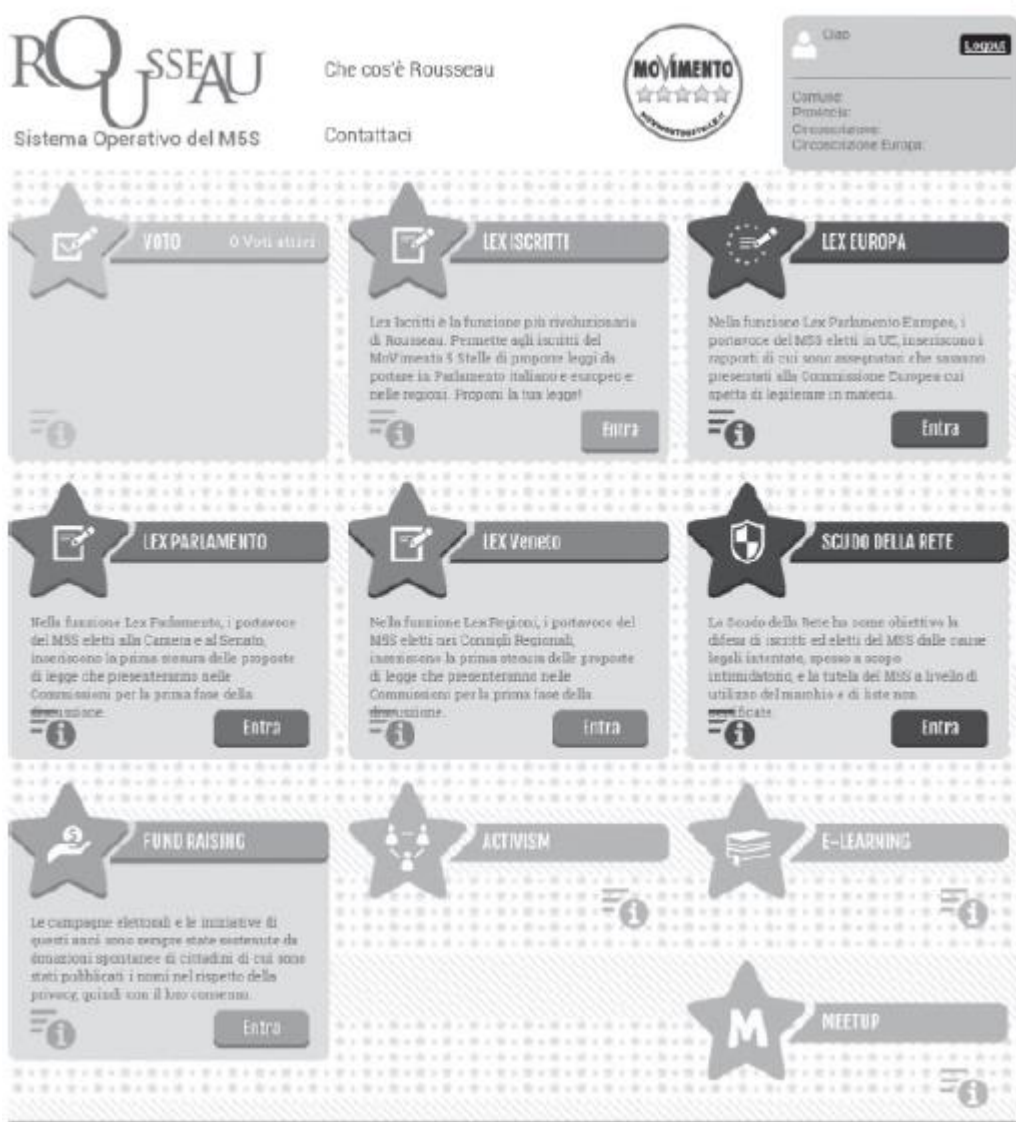 ROUSSEAU
Sistema Operativo del M5S
Che cos'è Rousseau
Contattaci
MOVIMENTO
MOVIMENTO5STELLE.IT
Ciao
Logout
Comune:
Provincia:
Circoscrizione:
Circoscrizione Europa:
VOTO 0 Voti attivi
LEX ISCRITTI
Lex Iscritti è la funzione più rivoluzionaria
di Rousseau. Permette agli iscritti del
MoVimento 5 Stelle di proporre leggi da
portare in Parlamento italiano e europeo e
nelle regioni. Proponi la tua legge!
Entra
LEX EUROPA
Nella funzione Lex Parlamento Europeo, i
portavoce del M5S eletti in UE, inseriscono i
rapporti di cui sono assegnatari che saranno
presentati alla Commissione Europea cui
spetta di legiferare in materia.
Entra
LEX PARLAMENTO
Nella funzione Lex Parlamento, i portavoce
del M5S eletti alla Camera e al Senato,
inseriscono la prima stesura delle proposte
di legge che presenteranno nelle
Commissioni per la prima fase della
discussione.
Entra
LEX Veneto
Nella funzione Lex Regioni, i portavoce del
M5S eletti nei Consigli Regionali,
inseriscono la prima stesura delle proposte
di legge che presenteranno nelle
Commissioni per la prima fase della
discussione.
Entra
SCUDO DELLA RETE
Lo Scudo della Rete ha come obiettivo la
difesa di iscritti ed eletti del M5S dalle cause
legali intentate, spesso a scopo
intimidatorio, e la tutela del M5S a livello di
utilizzo del marchio e di liste non
certificate.
Entra
FUND RAISING
Le campagne elettorali e le iniziative di
questi anni sono sempre state sostenute da
donazioni spontanee di cittadini di cui sono
stati pubblicati i nomi nel rispetto della
privacy, quindi con il loro consenso.
Entra
ACTIVISM
E-LEARNING
M
MEETUP